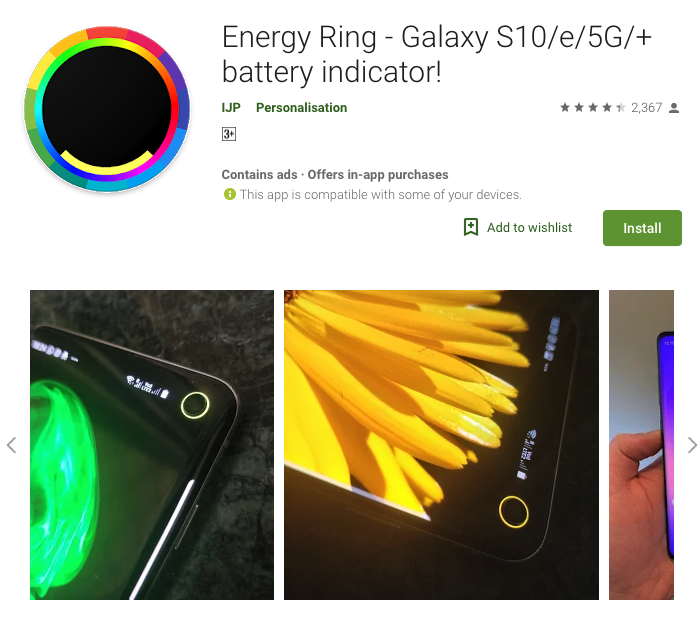 Energy Ring - Galaxy S10/e/5G/+
battery indicator!
IJP Personalisation
2,367
3+
Contains ads · Offers in-app purchases
This app is compatible with some of your devices.
Add to wishlist
Install